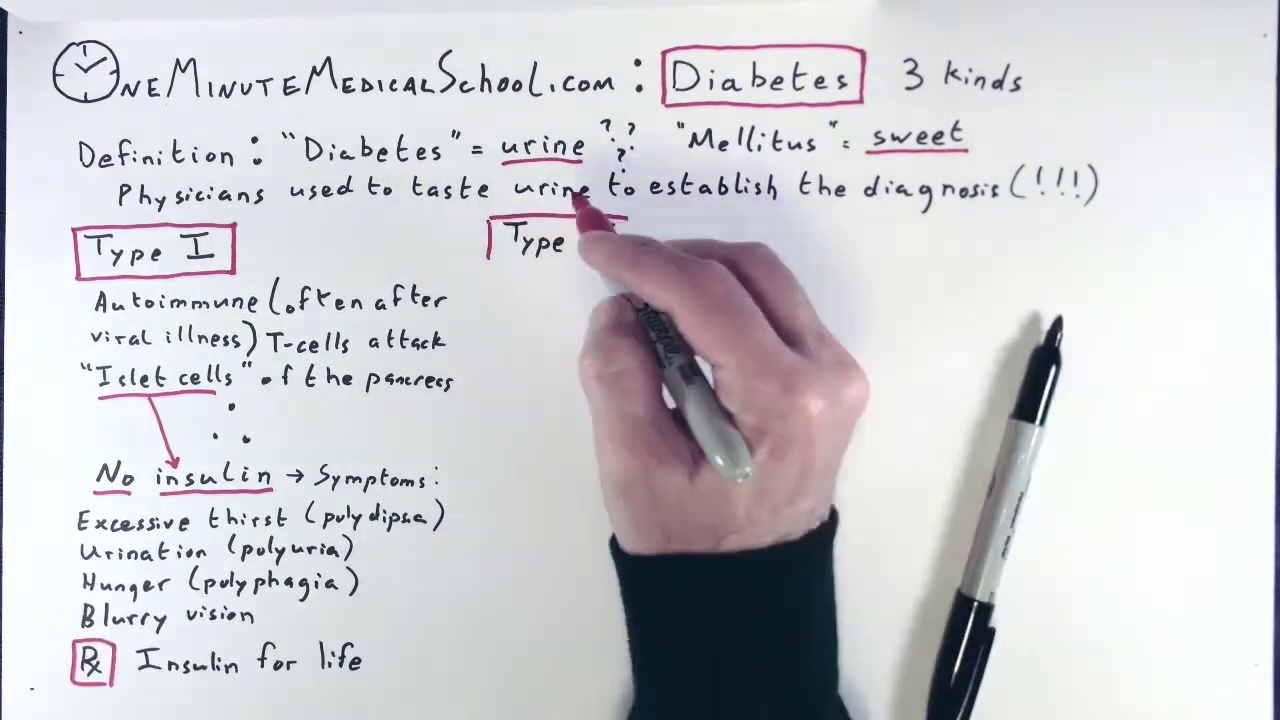 OneMinuteMedicalSchool.com : Diabetes 3 kinds
Definition : "Diabetes" = urine ??? "Mellitus" = sweet
Physicians used to taste urine to establish the diagnosis (!!!)
Type I
Autoimmune (often after
viral illness) T-cells attack
"Islet cells" of the pancreas
No insulin → Symptoms:
Excessive thirst (polydipsa)
Urination (polyuria)
Hunger (polyphagia)
Blurry vision
Rx Insulin for life
Type